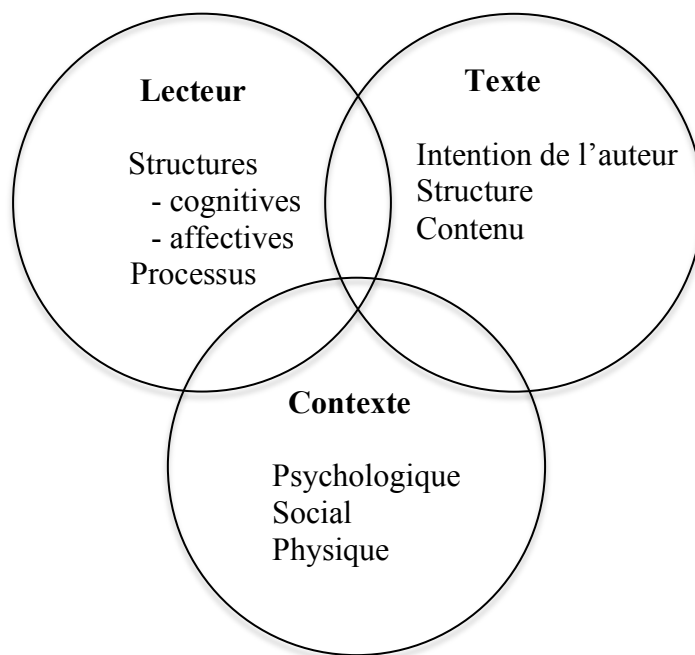 Lecteur
Structures
- cognitives
- affectives
Processus
Texte
Intention de l’auteur
Structure
Contenu
Contexte
Psychologique
Social
Physique